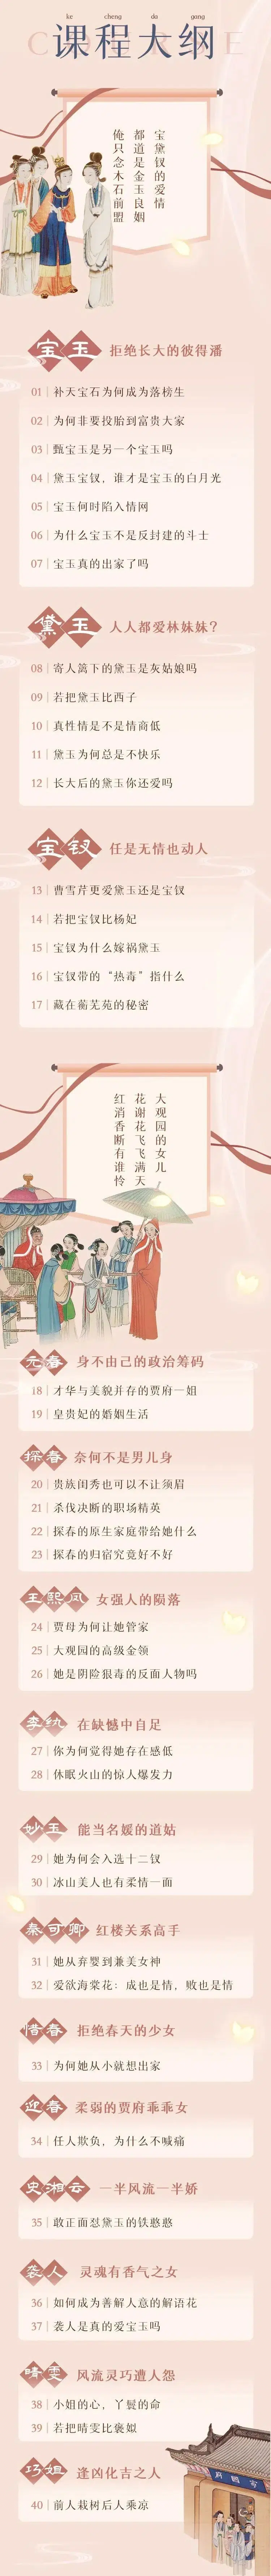 ke cheng da gang
课程大纲
宝黛钗的爱情
都道是金玉良姻
俺只念木石前盟
宝玉 拒绝长大的彼得潘
01 补天宝石为何成为落榜生
02 为何非要投胎到富贵大家
03 甄宝玉是另一个宝玉吗
04 黛玉宝钗，谁才是宝玉的白月光
05 宝玉何时陷入情网
06 为什么宝玉不是反封建的斗士
07 宝玉真的出家了吗
黛玉 人人都爱林妹妹？
08 寄人篱下的黛玉是灰姑娘吗
09 若把黛玉比西子
10 真性情是不是情商低
11 黛玉为何总是不快乐
12 长大后的黛玉你还爱吗
宝钗 任是无情也动人
13 曹雪芹更爱黛玉还是宝钗
14 若把宝钗比杨妃
15 宝钗为什么嫁祸黛玉
16 宝钗带的“热毒”指什么
17 藏在蘅芜苑的秘密
大观园的女儿
花谢花飞飞满天
红消香断有谁怜
元春 身不由己的政治筹码
18 才华与美貌并存的贾府一姐
19 皇贵妃的婚姻生活
探春 奈何不是男儿身
20 贵族闺秀也可以不让须眉
21 杀伐决断的职场精英
22 探春的原生家庭带给她什么
23 探春的归宿究竟好不好
王熙凤 女强人的陨落
24 贾母为何让她管家
25 大观园的高级金领
26 她是阴险狠毒的反面人物吗
李纨 在缺憾中自足
27 你为何觉得她存在感低
28 休眠火山的惊人爆发力
妙玉 能当名媛的道姑
29 她为何会入选十二钗
30 冰山美人也有柔情一面
秦可卿 红楼关系高手
31 她从弃婴到兼美女神
32 爱欲海棠花：成也是情，败也是情
惜春 拒绝春天的少女
33 为何她从小就想出家
迎春 柔弱的贾府乖乖女
34 任人欺负，为什么不喊痛
史湘云 一半风流一半娇
35 敢正面怼黛玉的铁憨憨
袭人 灵魂有香气之女
36 如何成为善解人意的解语花
37 袭人是真的爱宝玉吗
晴雯 风流灵巧遭人怨
38 小姐的心，丫鬟的命
39 若把晴雯比褒姒
巧姐 逢凶化吉之人
40 前人栽树后人乘凉